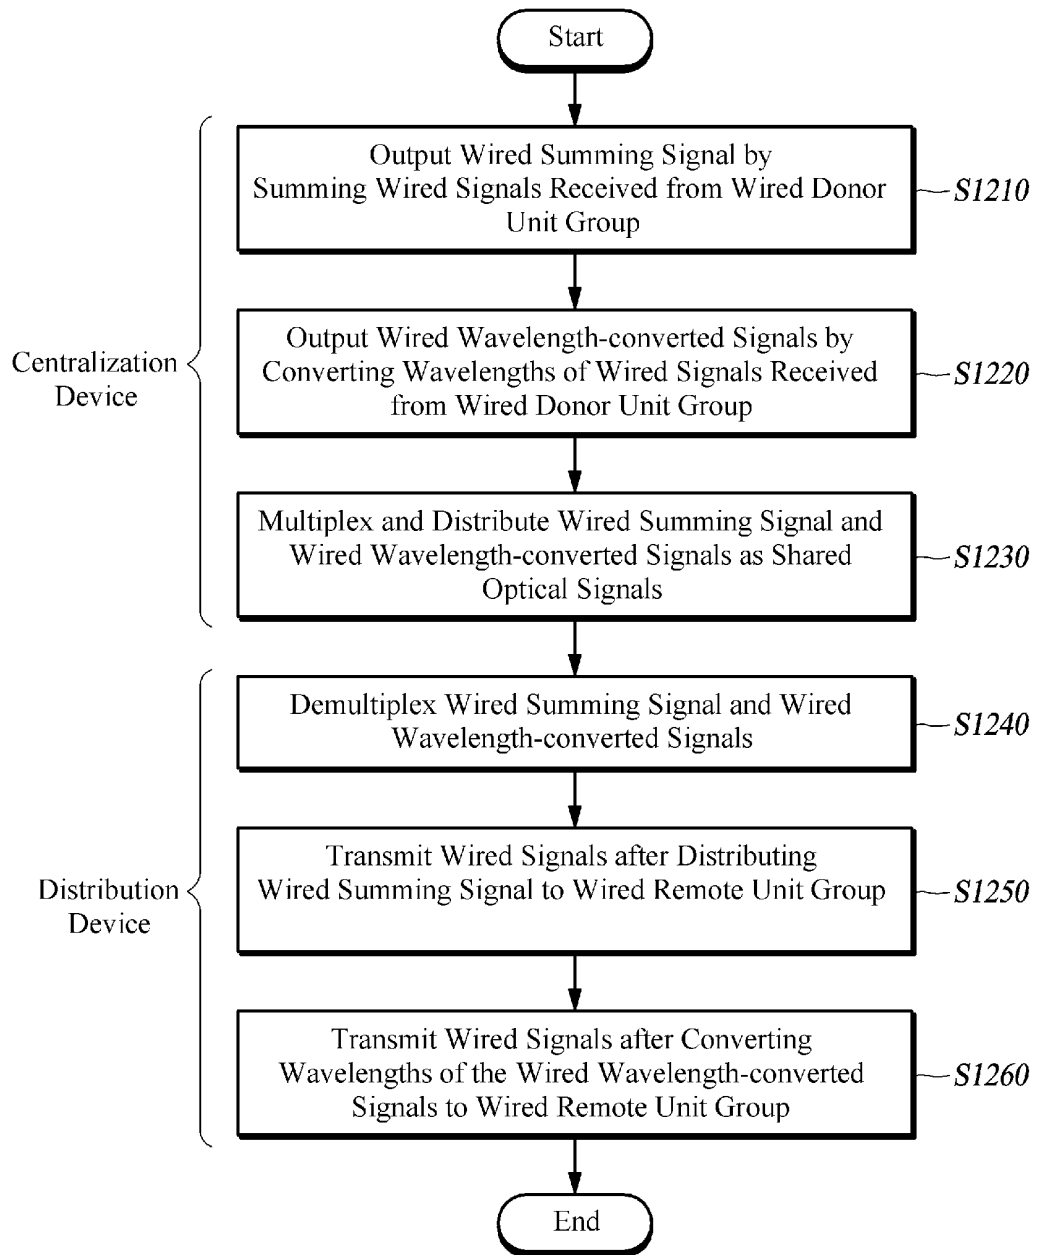 Start
Output Wired Summing Signal by
Summing Wired Signals Received from Wired Donor
Unit Group
S1210
Output Wired Wavelength-converted Signals by
Converting Wavelengths of Wired Signals Received
from Wired Donor Unit Group
S1220
Centralization
Device
Multiplex and Distribute Wired Summing Signal and
Wired Wavelength-converted Signals as Shared
Optical Signals
S1230
Demultiplex Wired Summing Signal and Wired
Wavelength-converted Signals
S1240
Transmit Wired Signals after Distributing
Wired Summing Signal to Wired Remote Unit Group
S1250
Distribution
Device
Transmit Wired Signals after Converting
Wavelengths of the Wired Wavelength-converted
Signals to Wired Remote Unit Group
S1260
End